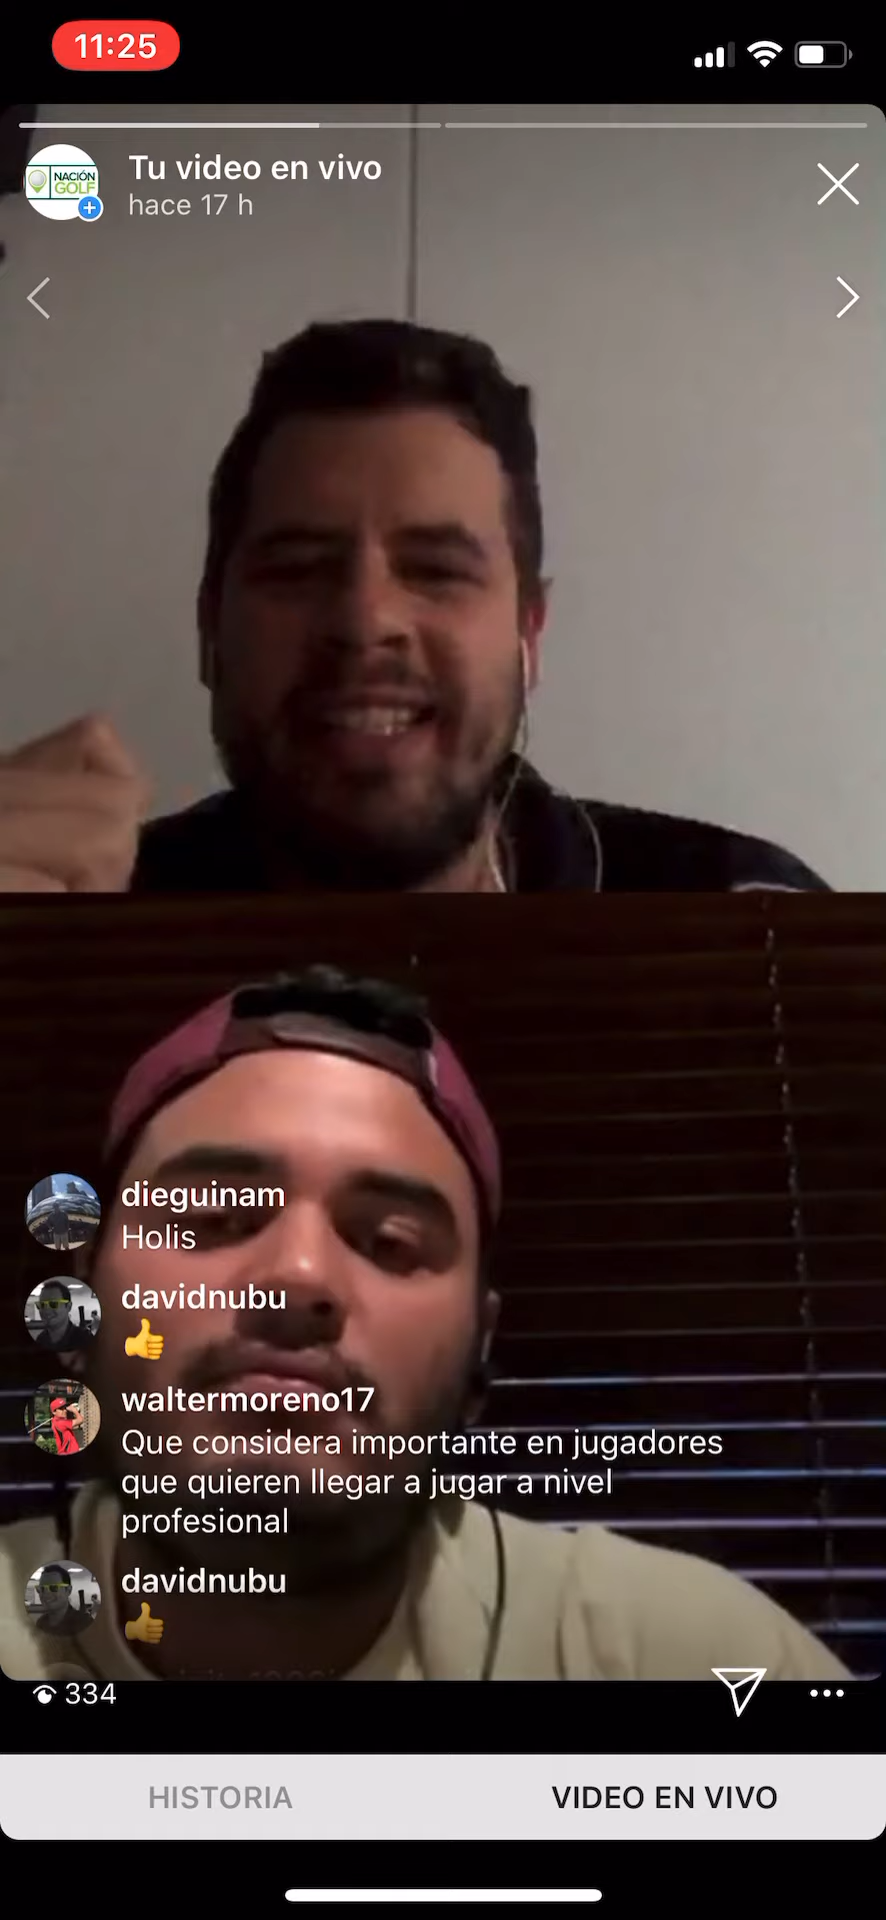 11:25
NACIÓN
GOLF
Tu video en vivo
hace 17 h
dieguinam
Holis
davidnubu
👍
waltermoreno17
Que considera importante en jugadores
que quieren llegar a jugar a nivel
profesional
davidnubu
👍
334
HISTORIA
VIDEO EN VIVO